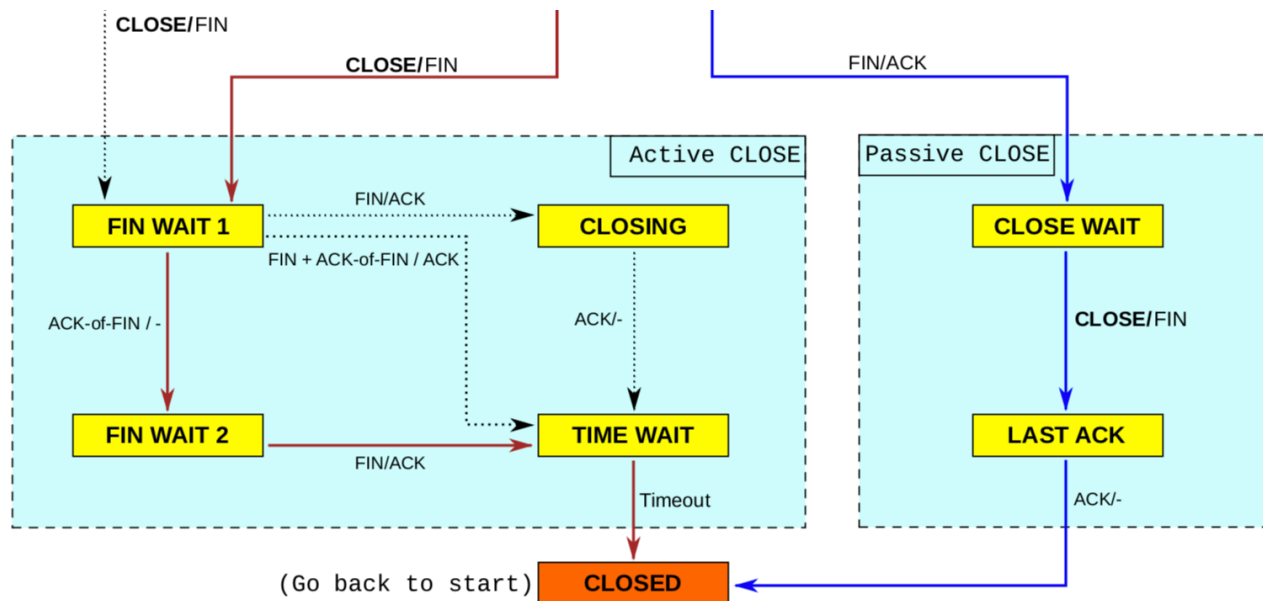 CLOSE/FIN
CLOSE/FIN
FIN/ACK
Active CLOSE
Passive CLOSE
FIN WAIT 1
FIN/ACK
CLOSING
CLOSE WAIT
FIN + ACK-of-FIN / ACK
ACK-of-FIN / -
ACK/-
CLOSE/FIN
FIN WAIT 2
TIME WAIT
LAST ACK
FIN/ACK
Timeout
ACK/-
(Go back to start)
CLOSED